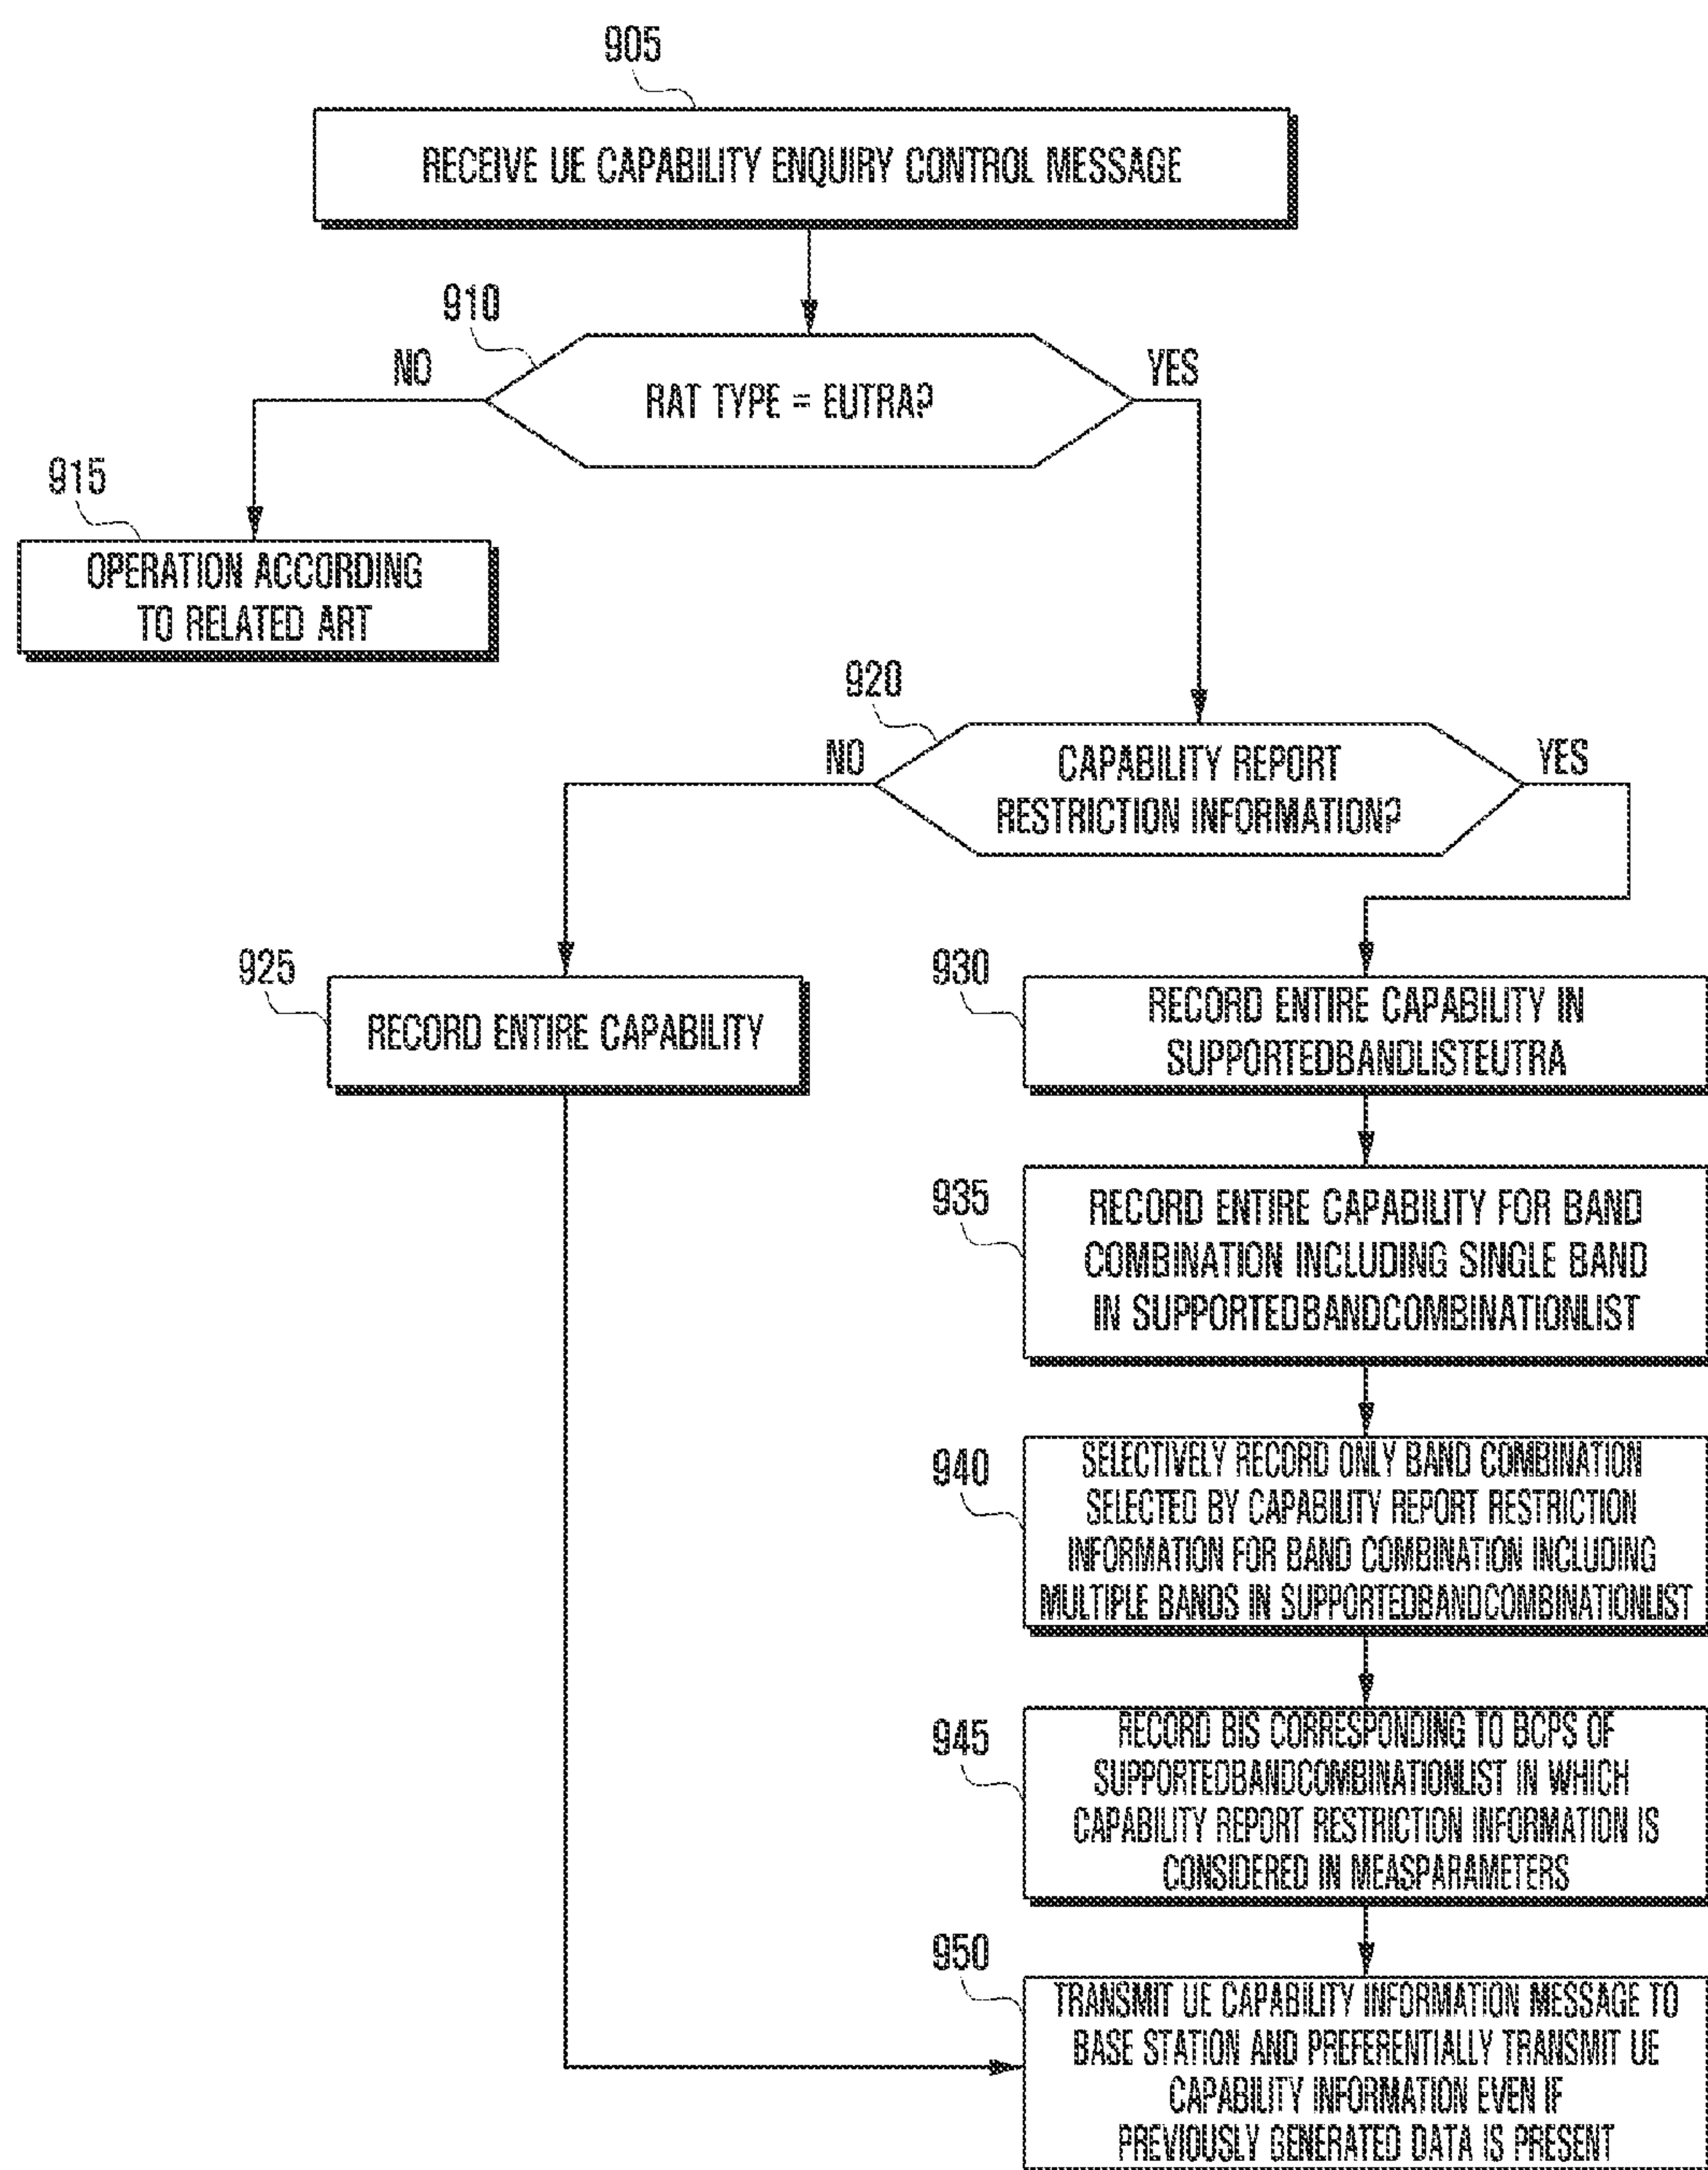 905
RECEIVE UE CAPABILITY ENQUIRY CONTROL MESSAGE
910
NO
YES
RAT TYPE = EUTRA?
915
OPERATION ACCORDING
TO RELATED ART
920
NO
YES
CAPABILITY REPORT
RESTRICTION INFORMATION?
925
RECORD ENTIRE CAPABILITY
930
RECORD ENTIRE CAPABILITY IN
SUPPORTEDBANDLISTEUTRA
935
RECORD ENTIRE CAPABILITY FOR BAND
COMBINATION INCLUDING SINGLE BAND
IN SUPPORTEDBANDCOMBINATIONLIST
940
SELECTIVELY RECORD ONLY BAND COMBINATION
SELECTED BY CAPABILITY REPORT RESTRICTION
INFORMATION FOR BAND COMBINATION INCLUDING
MULTIPLE BANDS IN SUPPORTEDBANDCOMBINATIONLIST
945
RECORD BIS CORRESPONDING TO BCPS OF
SUPPORTEDBANDCOMBINATIONLIST IN WHICH
CAPABILITY REPORT RESTRICTION INFORMATION IS
CONSIDERED IN MEASPARAMETERS
950
TRANSMIT UE CAPABILITY INFORMATION MESSAGE TO
BASE STATION AND PREFERENTIALLY TRANSMIT UE
CAPABILITY INFORMATION EVEN IF
PREVIOUSLY GENERATED DATA IS PRESENT